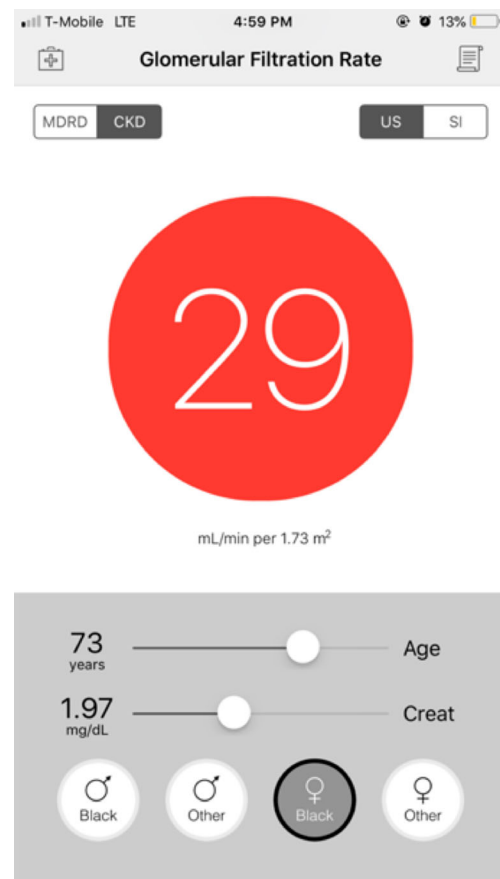 T-Mobile LTE 4:59 PM 13%
Glomerular Filtration Rate
MDRD CKD US SI
29
mL/min per 1.73 m²
73 Age
years
1.97 Creat
mg/dL
Black Other Black Other